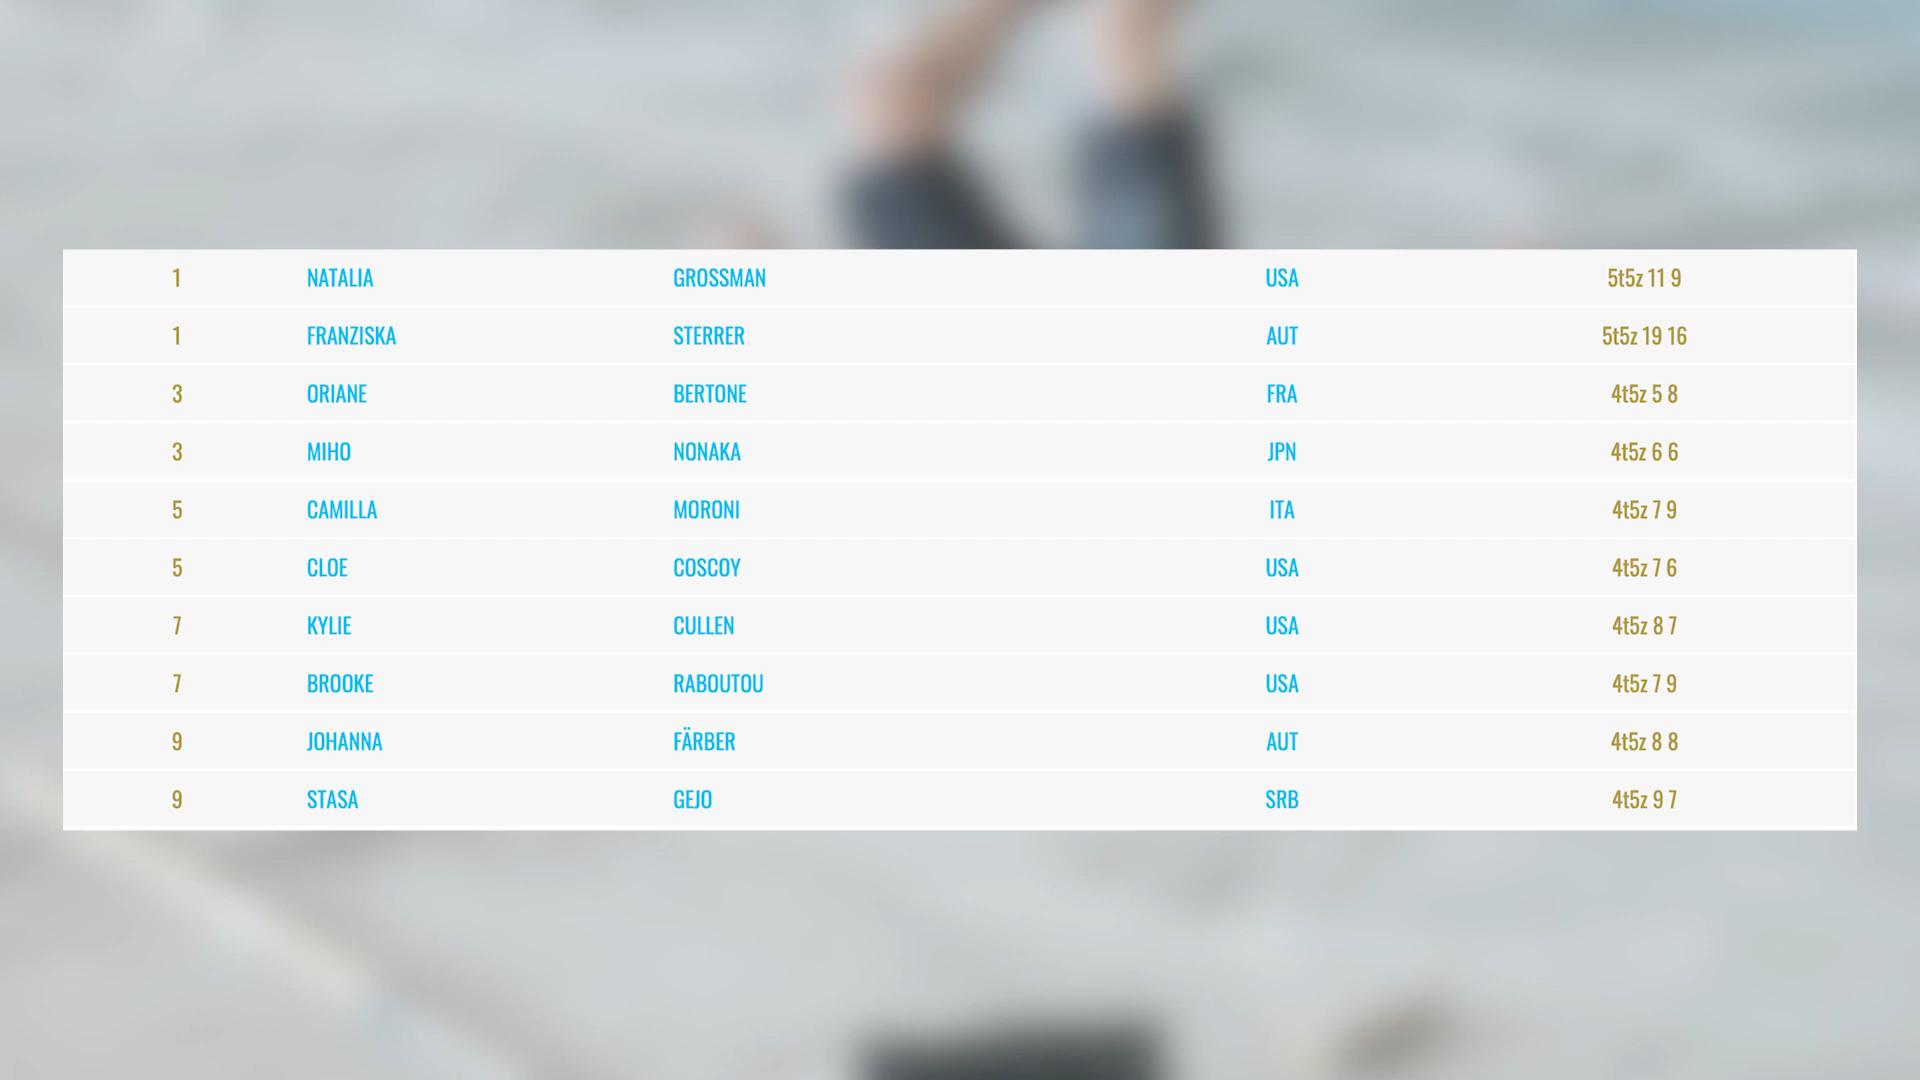 1 NATALIA GROSSMAN USA 5t5z 11 9
1 FRANZISKA STERRER AUT 5t5z 19 16
3 ORIANE BERTONE FRA 4t5z 5 8
3 MIHO NONAKA JPN 4t5z 6 6
5 CAMILLA MORONI ITA 4t5z 7 9
5 CLOE COSCOY USA 4t5z 7 6
7 KYLIE CULLEN USA 4t5z 8 7
7 BROOKE RABOUTOU USA 4t5z 7 9
9 JOHANNA FÄRBER AUT 4t5z 8 8
9 STASA GEJO SRB 4t5z 9 7